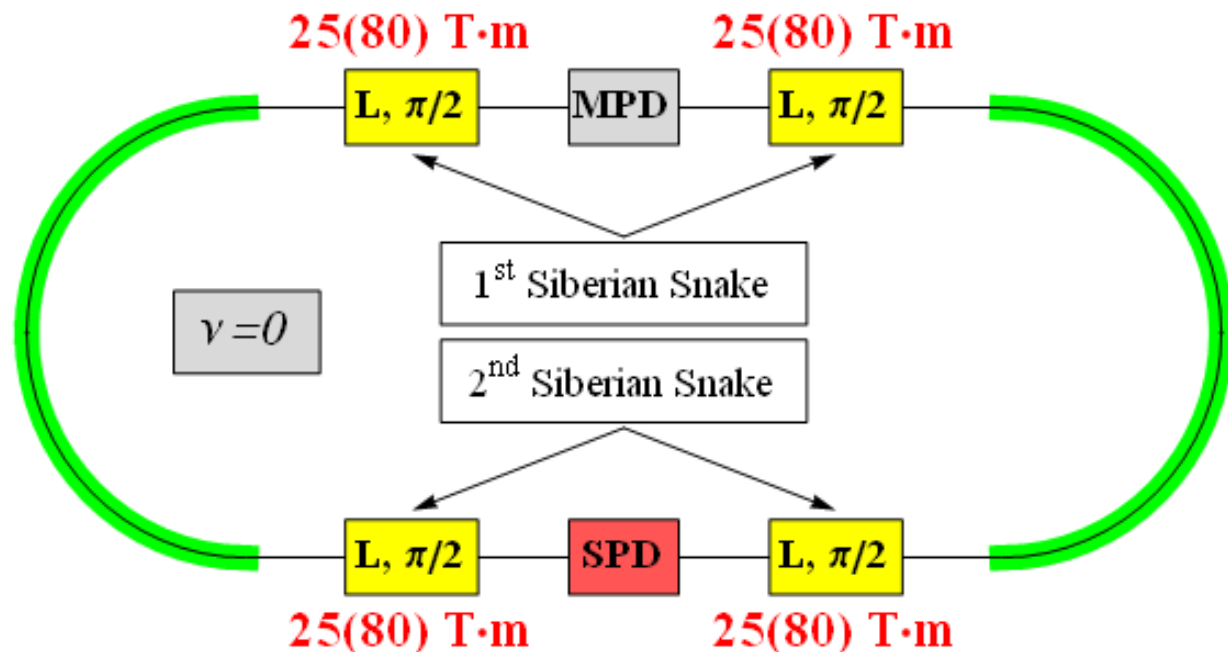 25(80) T·m 25(80) T·m
L, π/2 MPD L, π/2
1st Siberian Snake
ν=0
2nd Siberian Snake
L, π/2 SPD L, π/2
25(80) T·m 25(80) T·m